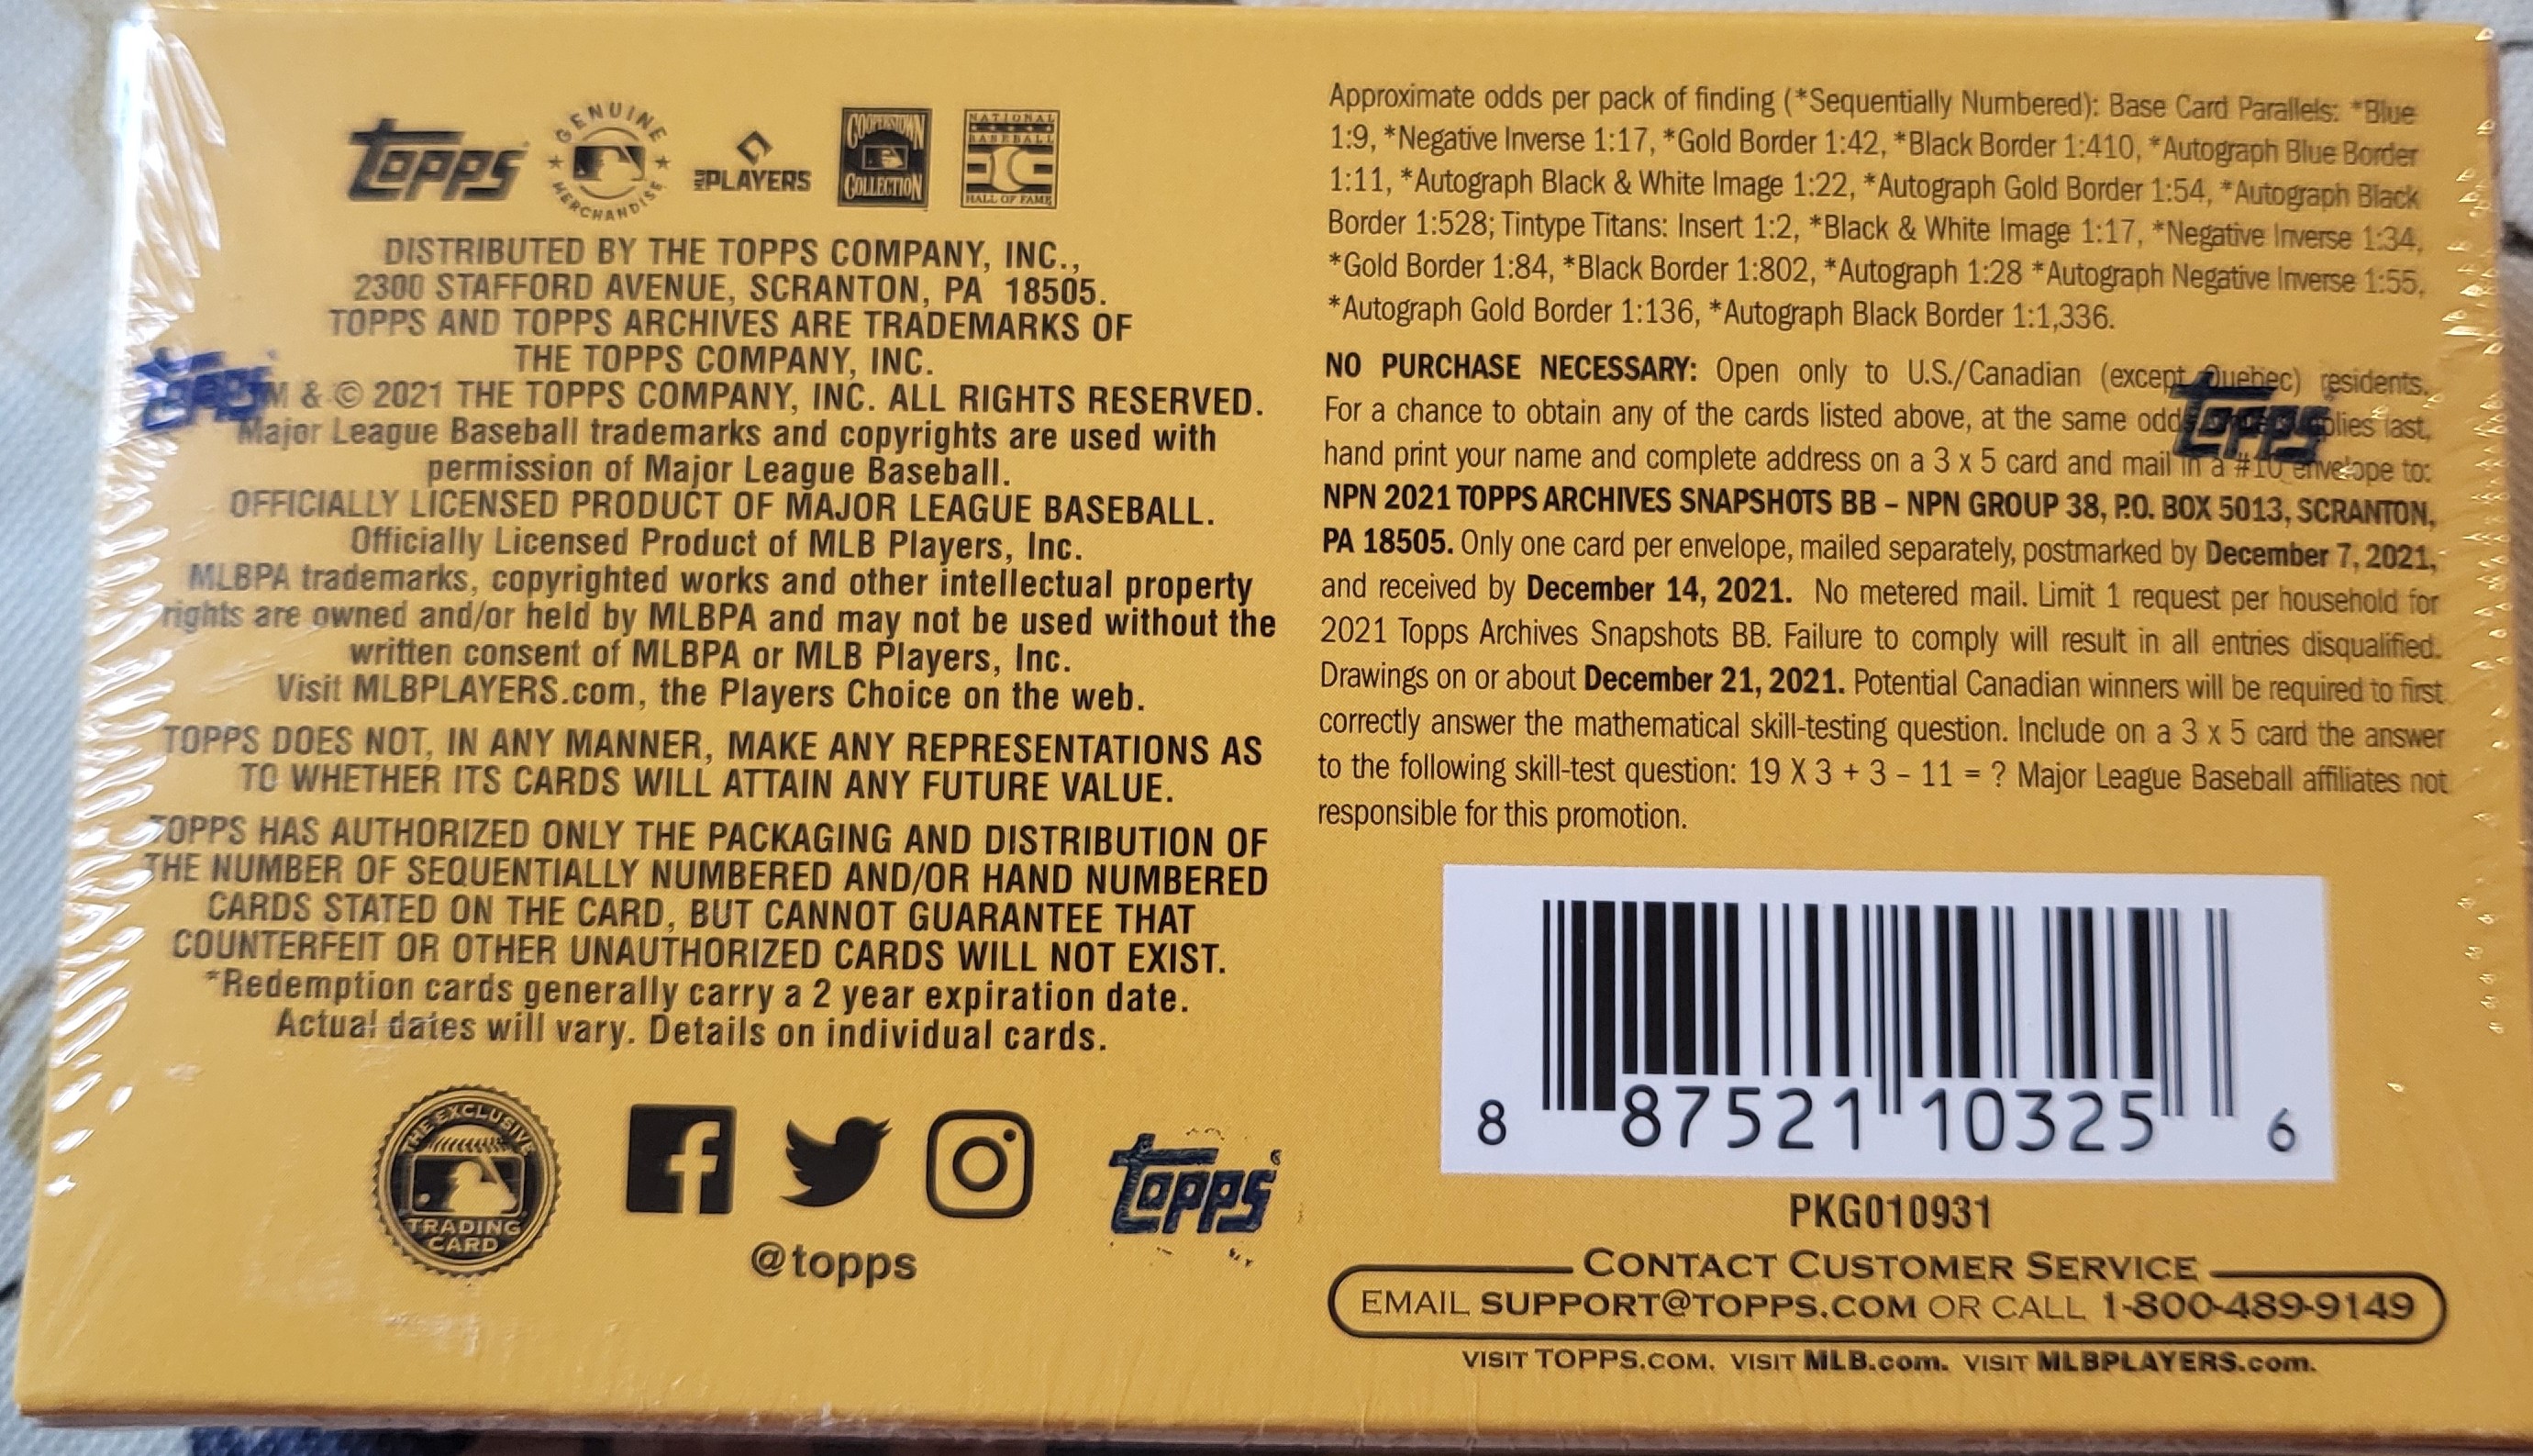 Topps
GENUINE MERCHANDISE
MLB PLAYERS
COOPERSTOWN COLLECTION
NATIONAL BASEBALL HALL OF FAME
DISTRIBUTED BY THE TOPPS COMPANY, INC.,
2300 STAFFORD AVENUE, SCRANTON, PA 18505.
TOPPS AND TOPPS ARCHIVES ARE TRADEMARKS OF
THE TOPPS COMPANY, INC.
Topps
M & © 2021 THE TOPPS COMPANY, INC. ALL RIGHTS RESERVED.
Major League Baseball trademarks and copyrights are used with
permission of Major League Baseball.
OFFICIALLY LICENSED PRODUCT OF MAJOR LEAGUE BASEBALL.
Officially Licensed Product of MLB Players, Inc.
MLBPA trademarks, copyrighted works and other intellectual property
rights are owned and/or held by MLBPA and may not be used without the
written consent of MLBPA or MLB Players, Inc.
Visit MLBPLAYERS.com, the Players Choice on the web.
TOPPS DOES NOT, IN ANY MANNER, MAKE ANY REPRESENTATIONS AS
TO WHETHER ITS CARDS WILL ATTAIN ANY FUTURE VALUE.
TOPPS HAS AUTHORIZED ONLY THE PACKAGING AND DISTRIBUTION OF
THE NUMBER OF SEQUENTIALLY NUMBERED AND/OR HAND NUMBERED
CARDS STATED ON THE CARD, BUT CANNOT GUARANTEE THAT
COUNTERFEIT OR OTHER UNAUTHORIZED CARDS WILL NOT EXIST.
*Redemption cards generally carry a 2 year expiration date.
Actual dates will vary. Details on individual cards.
THE EXCLUSIVE
TRADING
CARD
@topps
Topps
Approximate odds per pack of finding (*Sequentially Numbered): Base Card Parallels: *Blue
1:9, *Negative Inverse 1:17, *Gold Border 1:42, *Black Border 1:410, *Autograph Blue Border
1:11, *Autograph Black & White Image 1:22, *Autograph Gold Border 1:54, *Autograph Black
Border 1:528; Tintype Titans: Insert 1:2, *Black & White Image 1:17, *Negative Inverse 1:34,
*Gold Border 1:84, *Black Border 1:802, *Autograph 1:28 *Autograph Negative Inverse 1:55,
*Autograph Gold Border 1:136, *Autograph Black Border 1:1,336.
NO PURCHASE NECESSARY: Open only to U.S./Canadian (except Quebec) residents.
For a chance to obtain any of the cards listed above, at the same odds last,
Topps
hand print your name and complete address on a 3 x 5 card and mail in a #10 envelope to:
NPN 2021 TOPPS ARCHIVES SNAPSHOTS BB – NPN GROUP 38, P.O. BOX 5013, SCRANTON,
PA 18505. Only one card per envelope, mailed separately, postmarked by December 7, 2021,
and received by December 14, 2021. No metered mail. Limit 1 request per household for
2021 Topps Archives Snapshots BB. Failure to comply will result in all entries disqualified.
Drawings on or about December 21, 2021. Potential Canadian winners will be required to first
correctly answer the mathematical skill-testing question. Include on a 3 x 5 card the answer
to the following skill-test question: 19 X 3 + 3 – 11 = ? Major League Baseball affiliates not
responsible for this promotion.
8 87521 10325 6
PKG010931
CONTACT CUSTOMER SERVICE
EMAIL SUPPORT@TOPPS.COM OR CALL 1-800-489-9149
VISIT TOPPS.COM. VISIT MLB.com. VISIT MLBPLAYERS.com.